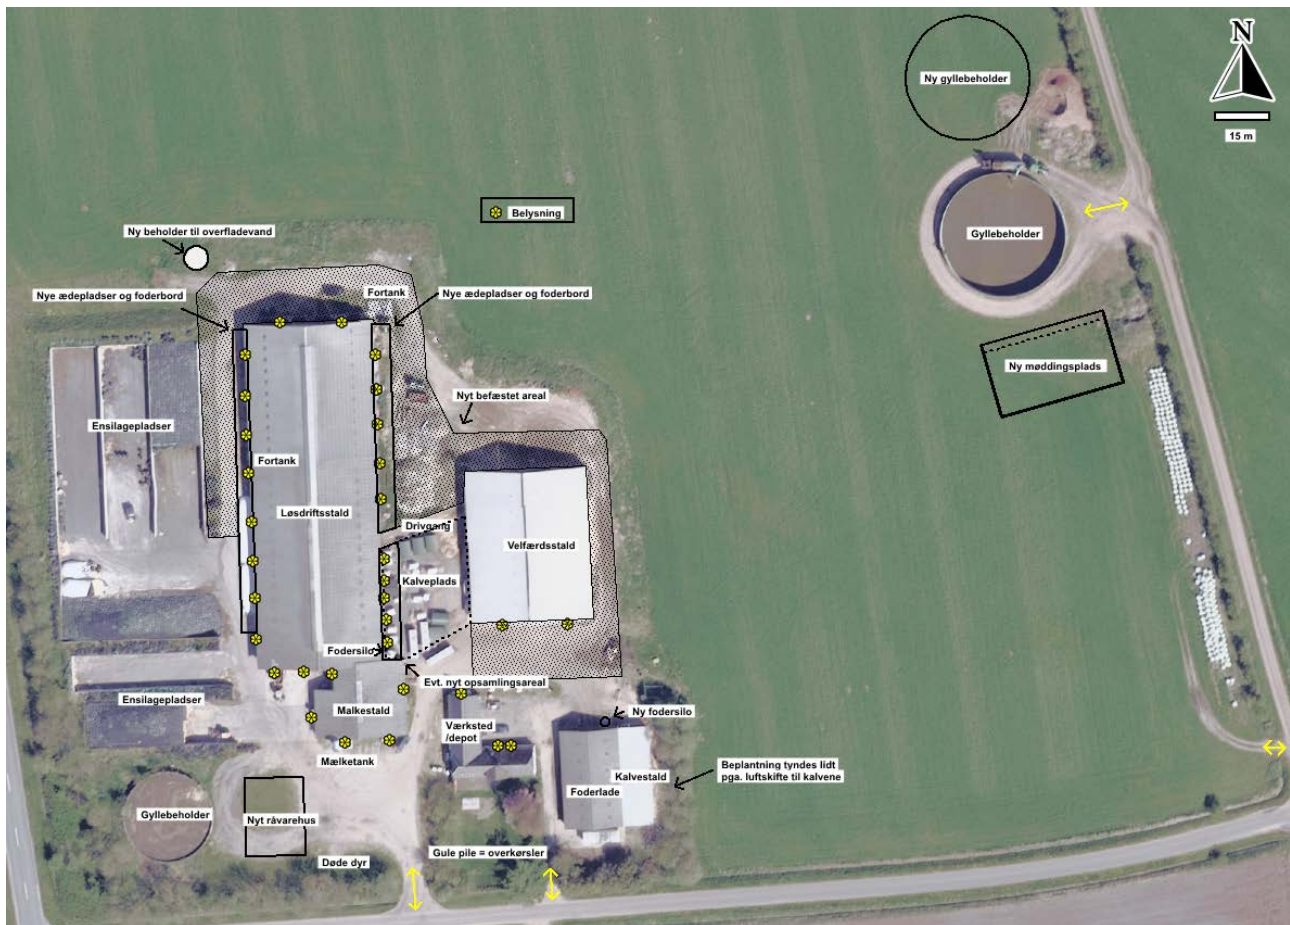 Ny gyllebeholder
N
15 m
Belysning
Ny beholder til overfladevand
Gyllebeholder
Nye ædepladser og foderbord
Fortank
Nye ædepladser og foderbord
Ny møddingsplads
Nyt befæstet areal
Ensilagepladser
Fortank
Løsdriftsstald
Drivgang
Velfærdsstald
Kalveplads
Fodersilo
Evt. nyt opsamlingsareal
Ensilagepladser
Malkestald
Værksted
/depot
Ny fodersilo
Mælketank
Kalvestald
Beplantning tyndes lidt
pga. luftskifte til kalvene
Foderlade
Gyllebeholder
Nyt råvarehus
Døde dyr
Gule pile = overkørsler